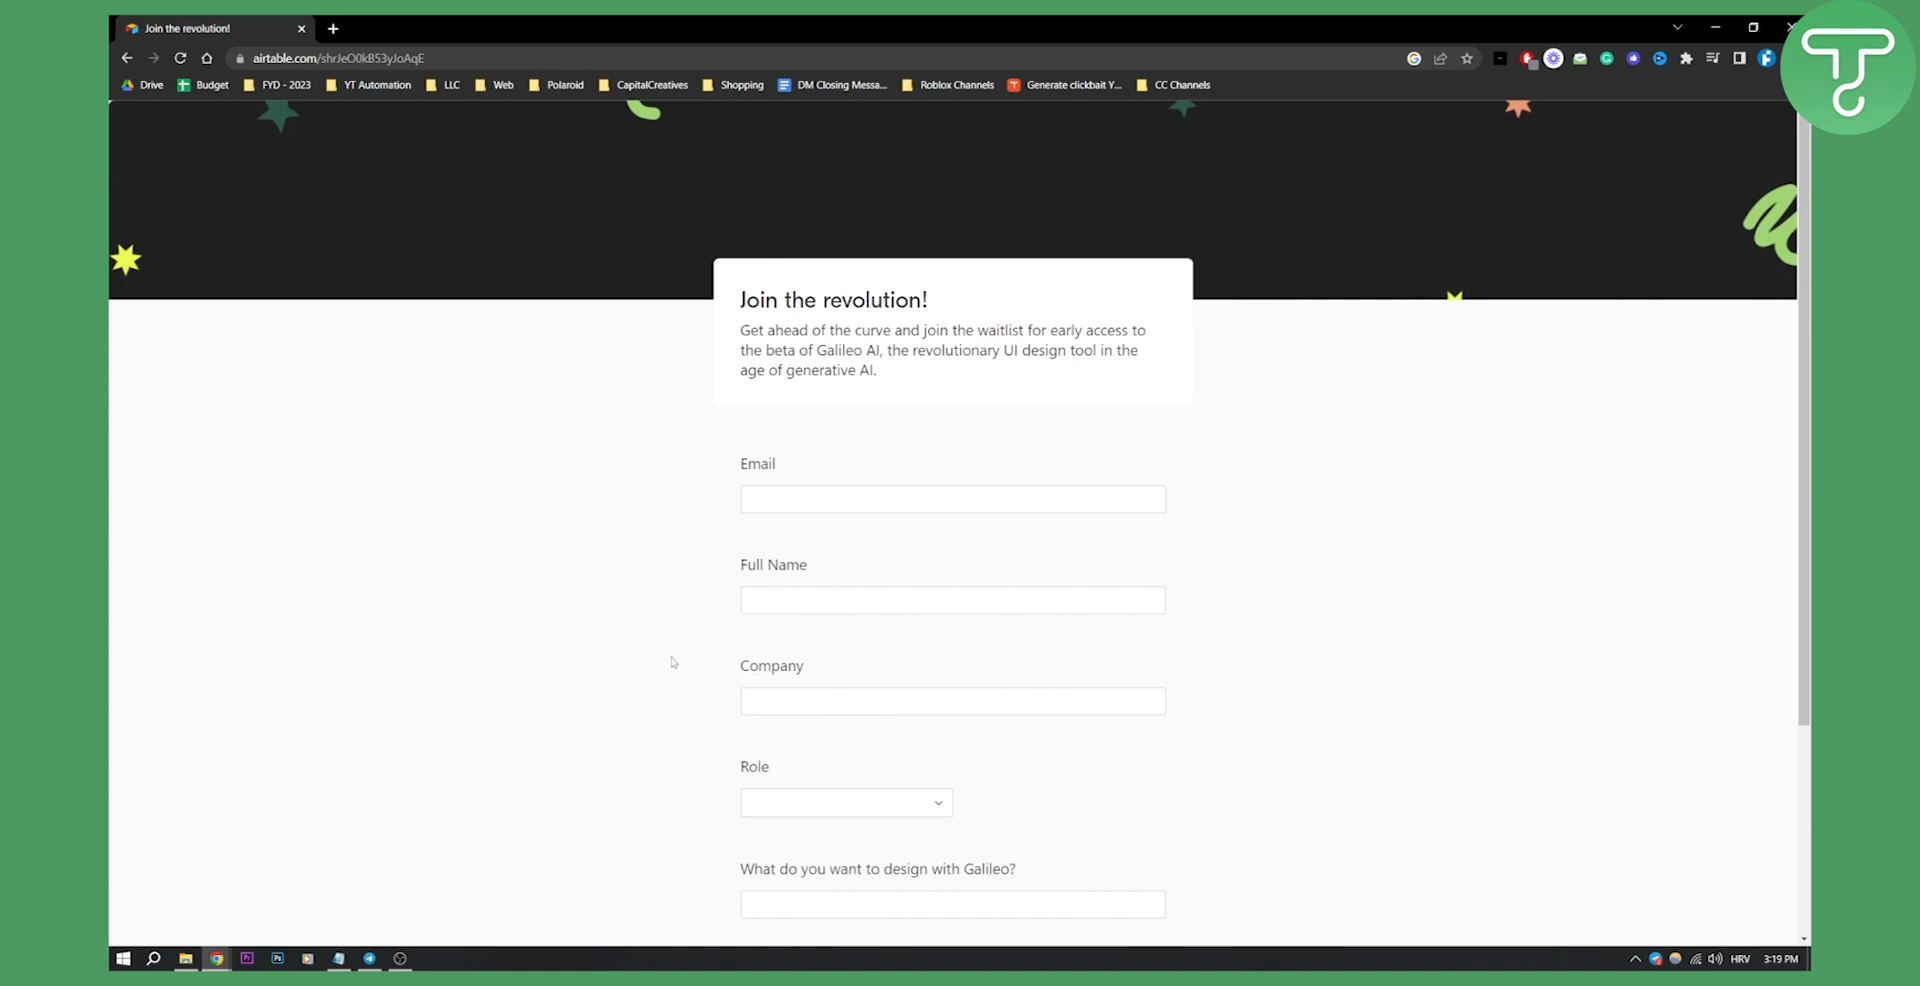 Join the revolution!
airtable.com/shrJeO0kB53yJoAqE
Drive Budget FYD - 2023 YT Automation LLC Web Polaroid CapitalCreatives Shopping DM Closing Messa... Roblox Channels Generate clickbait Y... CC Channels
Join the revolution!
Get ahead of the curve and join the waitlist for early access to
the beta of Galileo AI, the revolutionary UI design tool in the
age of generative AI.
Email
Full Name
Company
Role
What do you want to design with Galileo?
Pr Ps
HRV 3:19 PM